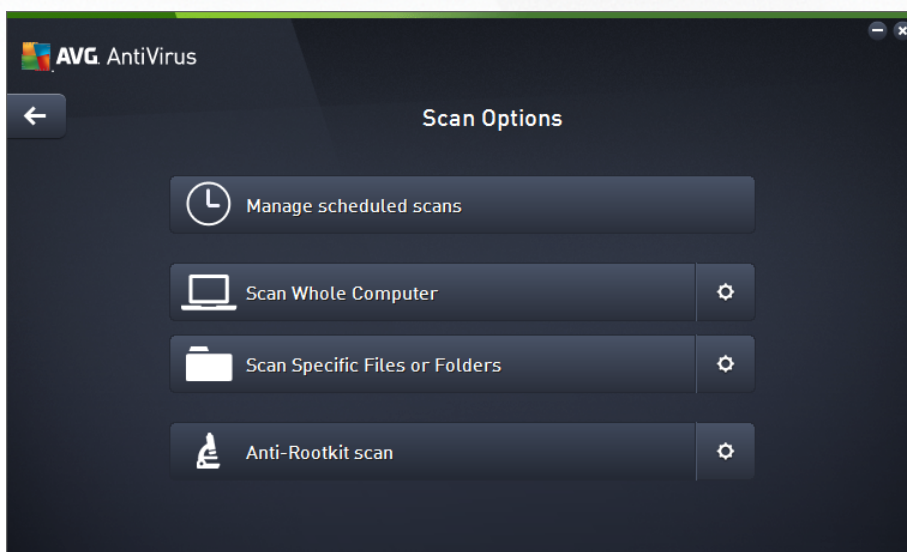 AVG. AntiVirus
Scan Options
Manage scheduled scans
Scan Whole Computer
Scan Specific Files or Folders
Anti-Rootkit scan